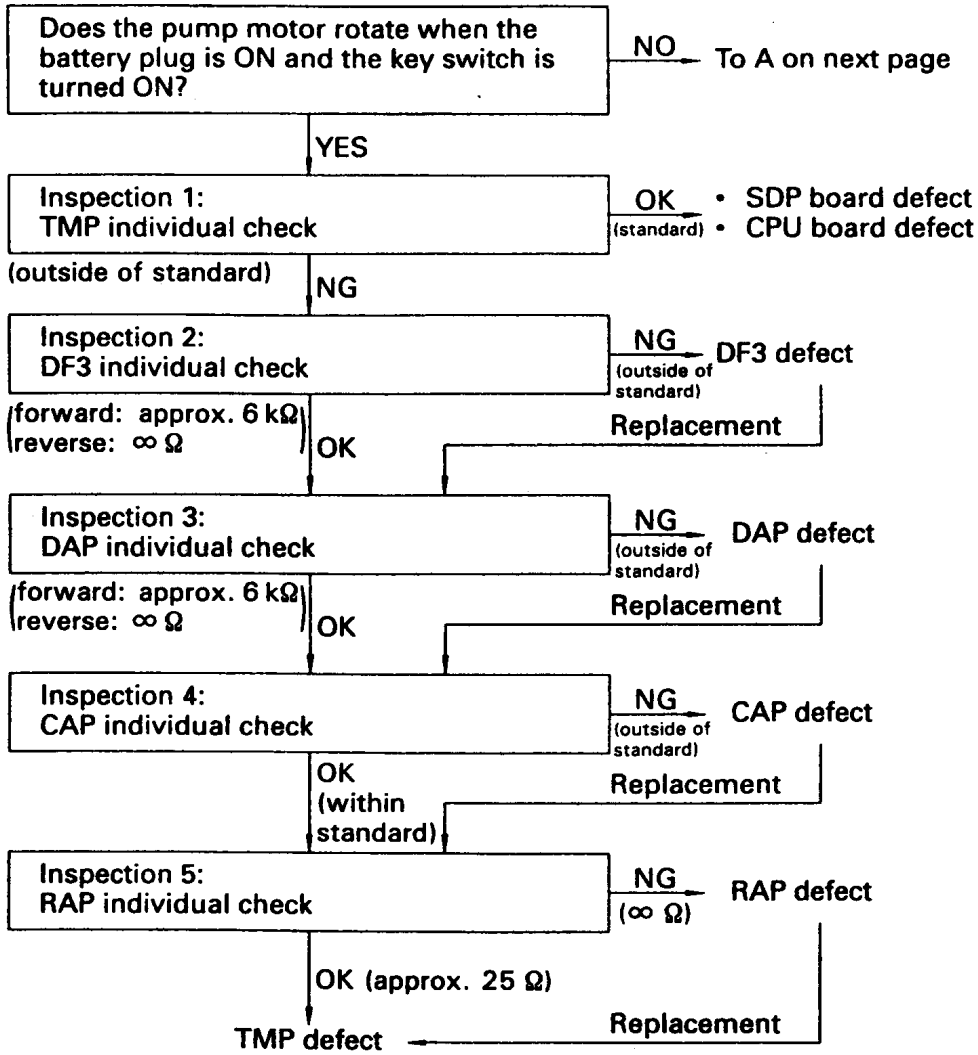 Does the pump motor rotate when the
battery plug is ON and the key switch is
turned ON?
NO
To A on next page
YES
Inspection 1:
TMP individual check
OK
(standard)
• SDP board defect
• CPU board defect
(outside of standard)
NG
Inspection 2:
DF3 individual check
NG
(outside of
standard)
DF3 defect
Replacement
(forward: approx. 6 kΩ)
(reverse: ∞ Ω)
OK
Inspection 3:
DAP individual check
NG
(outside of
standard)
DAP defect
Replacement
(forward: approx. 6 kΩ)
(reverse: ∞ Ω)
OK
Inspection 4:
CAP individual check
NG
(outside of
standard)
CAP defect
Replacement
OK
(within
standard)
Inspection 5:
RAP individual check
NG
(∞ Ω)
RAP defect
OK (approx. 25 Ω)
Replacement
TMP defect